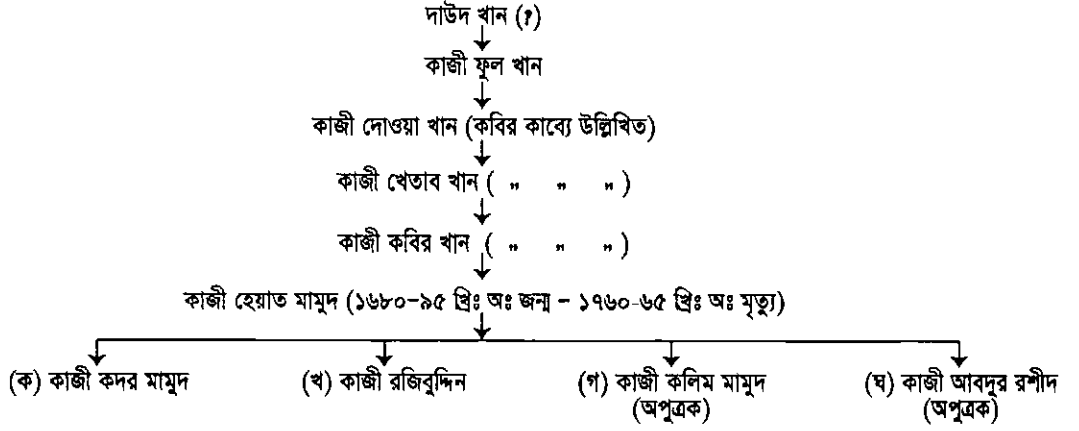 দাউদ খান (?)
কাজী ফুল খান
কাজী দোওয়া খান (কবির কাব্যে উল্লিখিত)
কাজী খেতাব খান ( „ „ „ )
কাজী কবির খান ( „ „ „ )
কাজী হেয়াত মামুদ (১৬৮০-৯৫ খ্রিঃ অঃ জন্ম - ১৭৬০-৬৫ খ্রিঃ অঃ মৃত্যু)
(ক) কাজী কদর মামুদ (খ) কাজী রজিবুদ্দিন (গ) কাজী কলিম মামুদ (ঘ) কাজী আবদুর রশীদ
(অপুত্রক) (অপুত্রক)